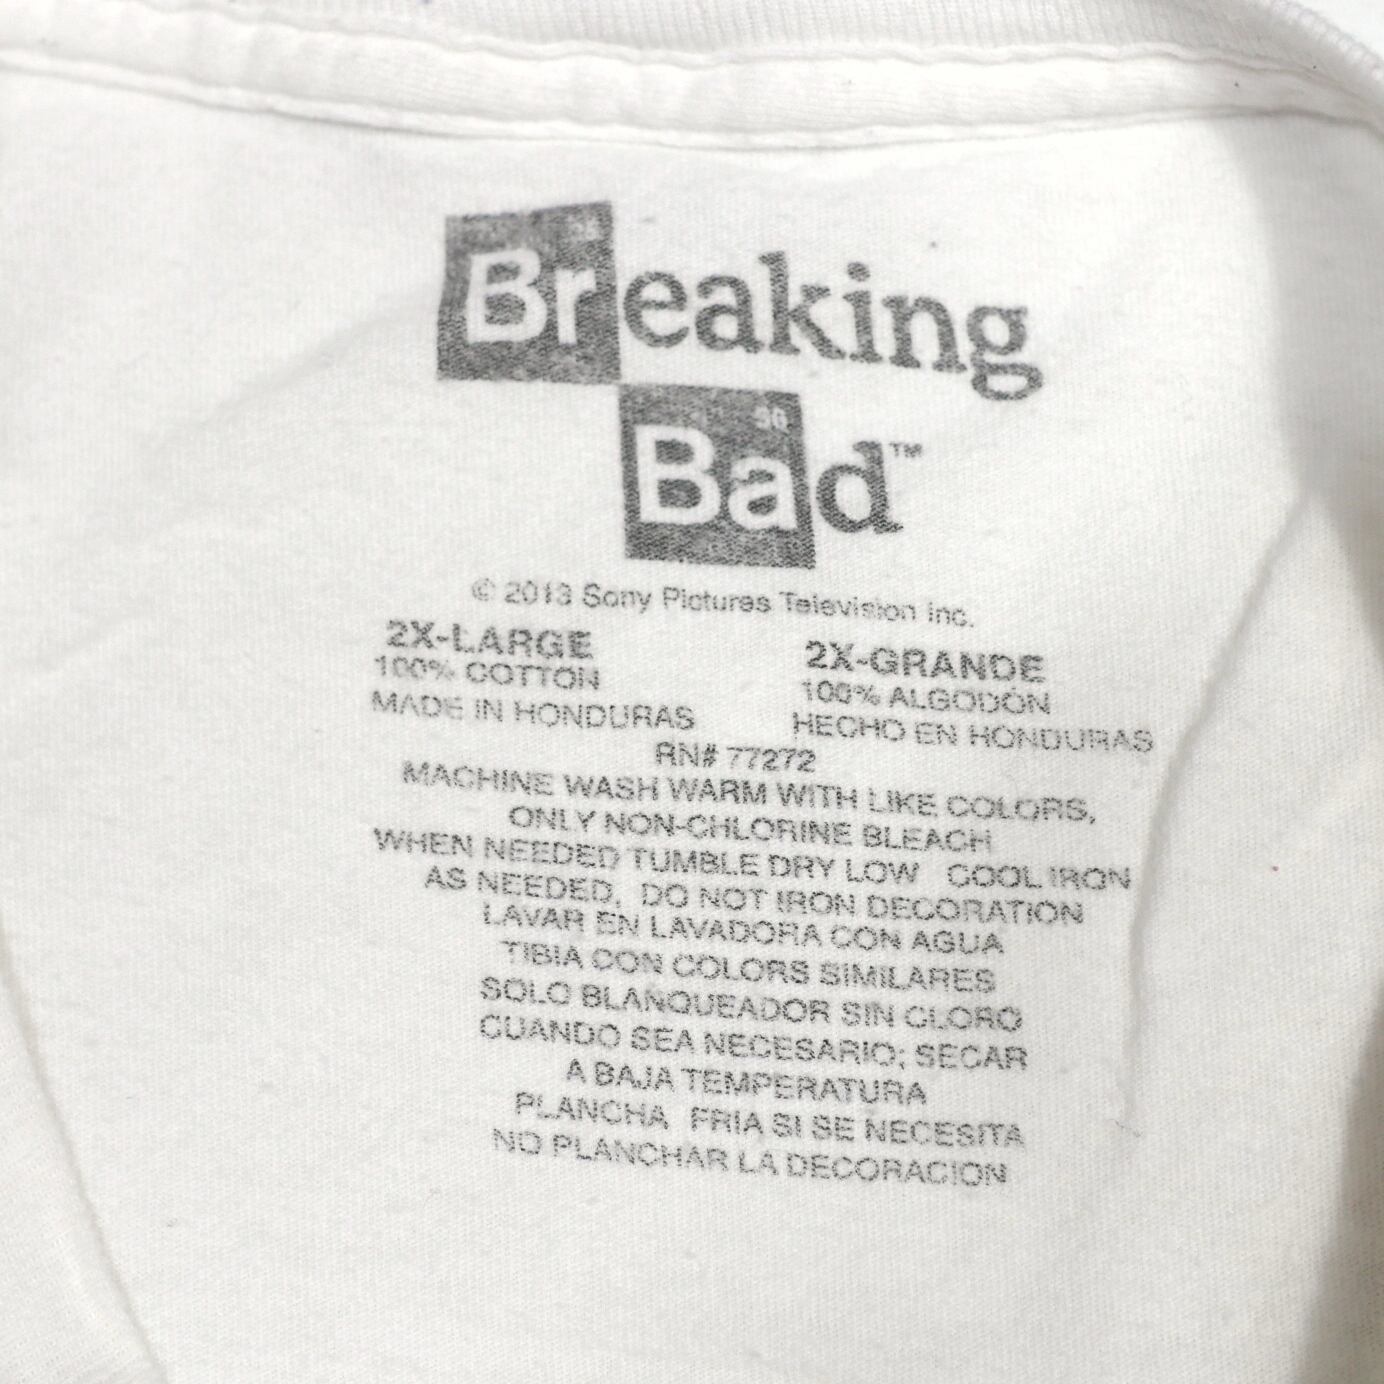 Breaking
56
Bad™
© 2013 Sony Pictures Television Inc.
2X-LARGE
100% COTTON
MADE IN HONDURAS
2X-GRANDE
100% ALGODÓN
HECHO EN HONDURAS
RN# 77272
MACHINE WASH WARM WITH LIKE COLORS,
ONLY NON-CHLORINE BLEACH
WHEN NEEDED TUMBLE DRY LOW COOL IRON
AS NEEDED, DO NOT IRON DECORATION
LAVAR EN LAVADORA CON AGUA
TIBIA CON COLORS SIMILARES
SOLO BLANQUEADOR SIN CLORO
CUANDO SEA NECESARIO; SECAR
A BAJA TEMPERATURA
PLANCHA FRIA SI SE NECESITA
NO PLANCHAR LA DECORACION